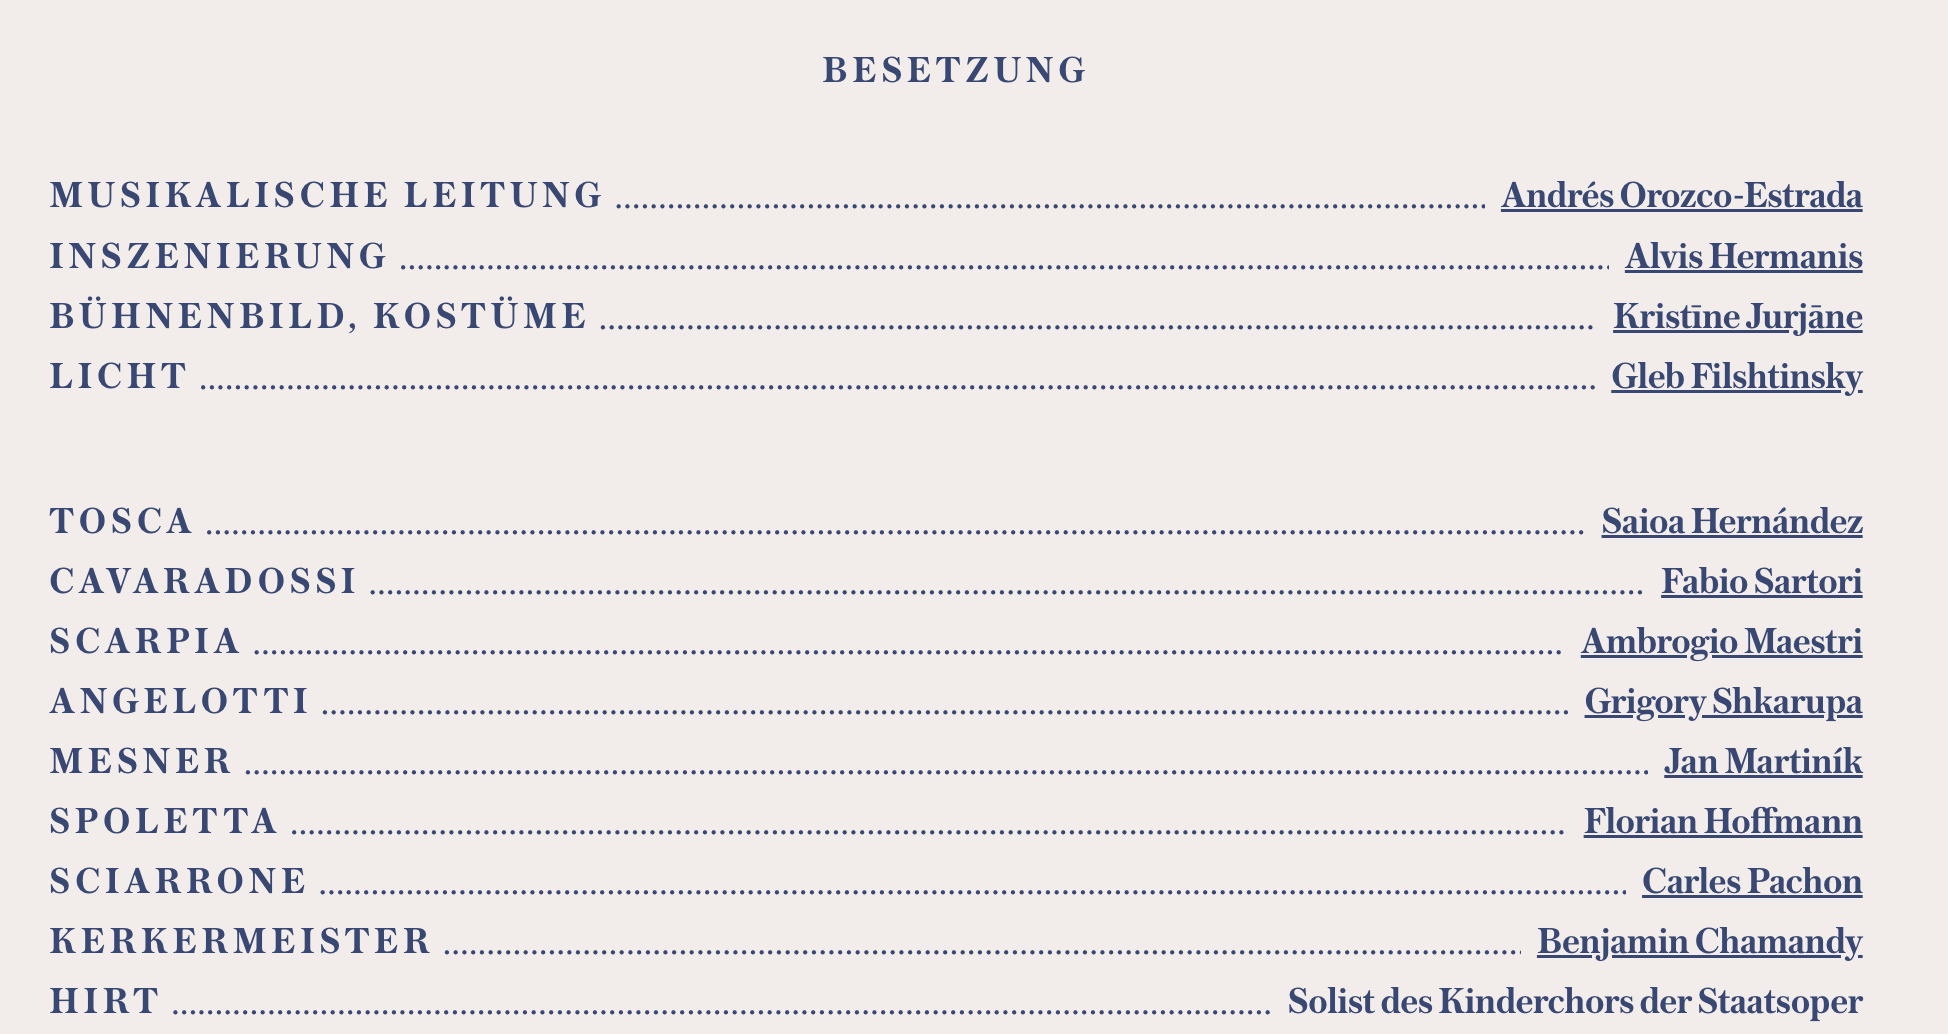 BESETZUNG
MUSIKALISCHE LEITUNG Andrés Orozco-Estrada
INSZENIERUNG Alvis Hermanis
BÜHNENBILD, KOSTÜME Kristīne Jurjāne
LICHT Gleb Filshtinsky
TOSCA Saioa Hernández
CAVARADOSSI Fabio Sartori
SCARPIA Ambrogio Maestri
ANGELOTTI Grigory Shkarupa
MESNER Jan Martiník
SPOLETTA Florian Hoffmann
SCIARRONE Carles Pachon
KERKERMEISTER Benjamin Chamandy
HIRT Solist des Kinderchors der Staatsoper